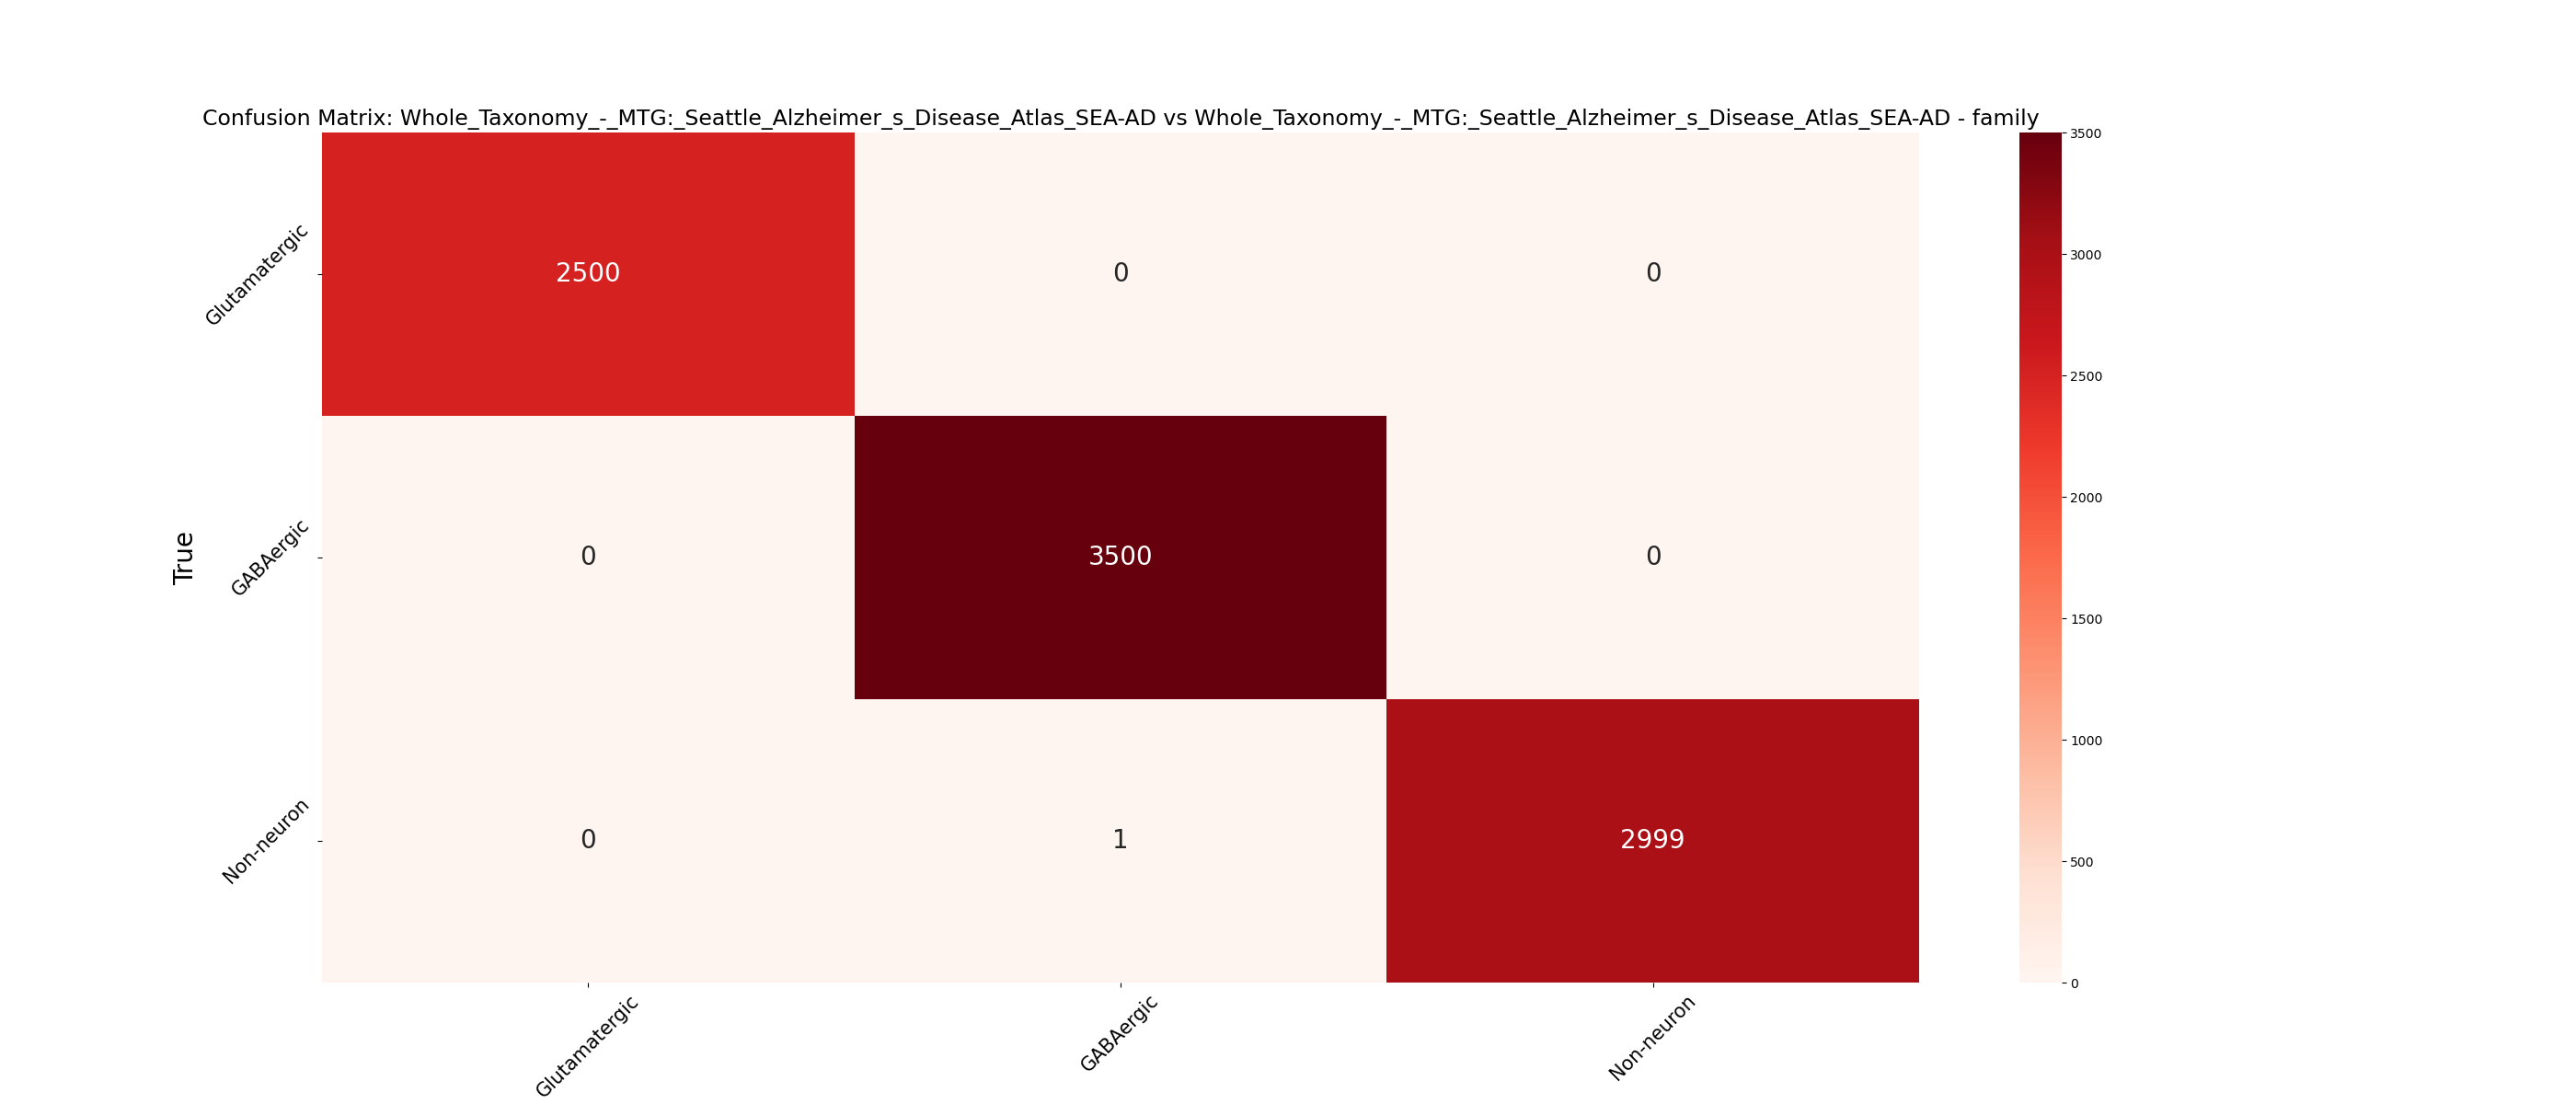 Confusion Matrix: Whole_Taxonomy_-_MTG:_Seattle_Alzheimer_s_Disease_Atlas_SEA-AD vs Whole_Taxonomy_-_MTG:_Seattle_Alzheimer_s_Disease_Atlas_SEA-AD - family
True
Glutamatergic
2500
0
0
GABAergic
0
3500
0
Non-neuron
0
1
2999
Glutamatergic
GABAergic
Non-neuron
3500
3000
2500
2000
1500
1000
500
0